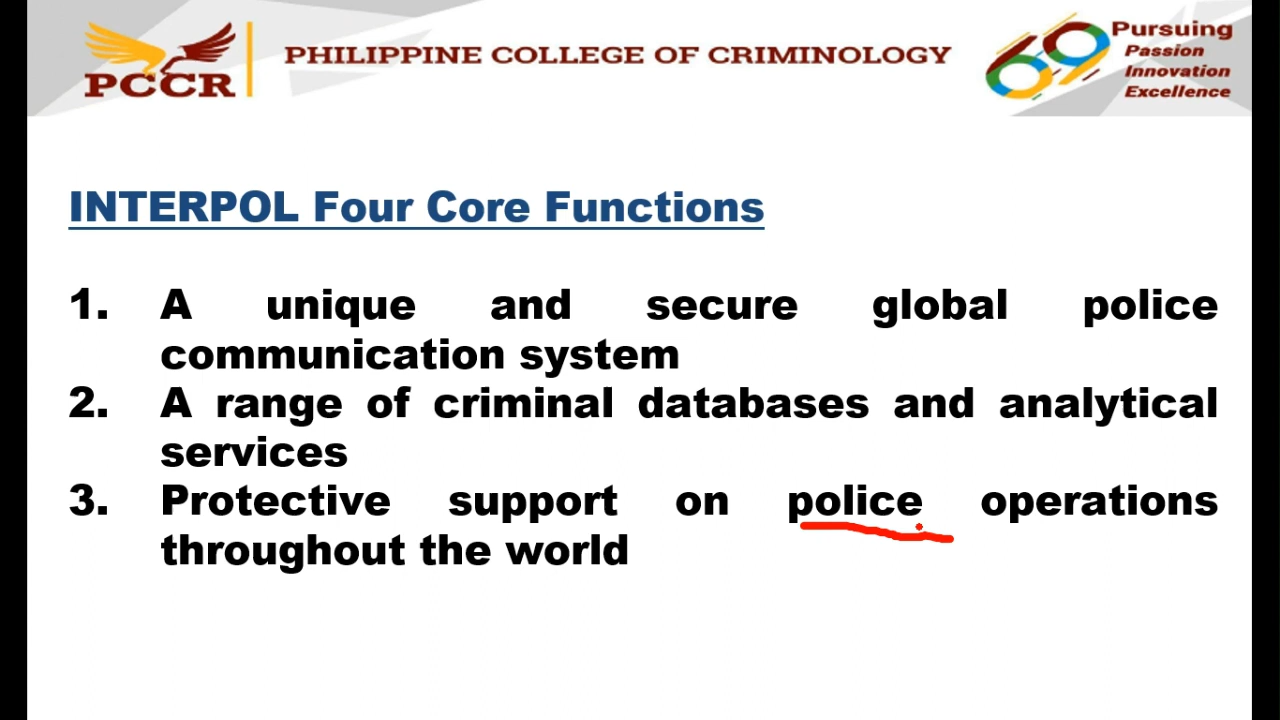 PCCR
PHILIPPINE COLLEGE OF CRIMINOLOGY
69
Pursuing
Passion
Innovation
Excellence
INTERPOL Four Core Functions
1. A unique and secure global police
communication system
2. A range of criminal databases and analytical
services
3. Protective support on police operations
throughout the world